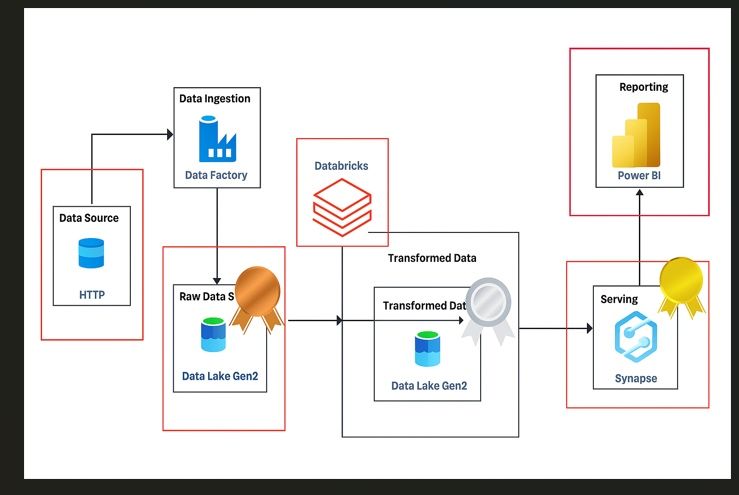 Data Ingestion
Data Factory
Data Source
HTTP
Raw Data S
Data Lake Gen2
Databricks
Transformed Data
Transformed Dat
Data Lake Gen2
Serving
Synapse
Reporting
Power BI